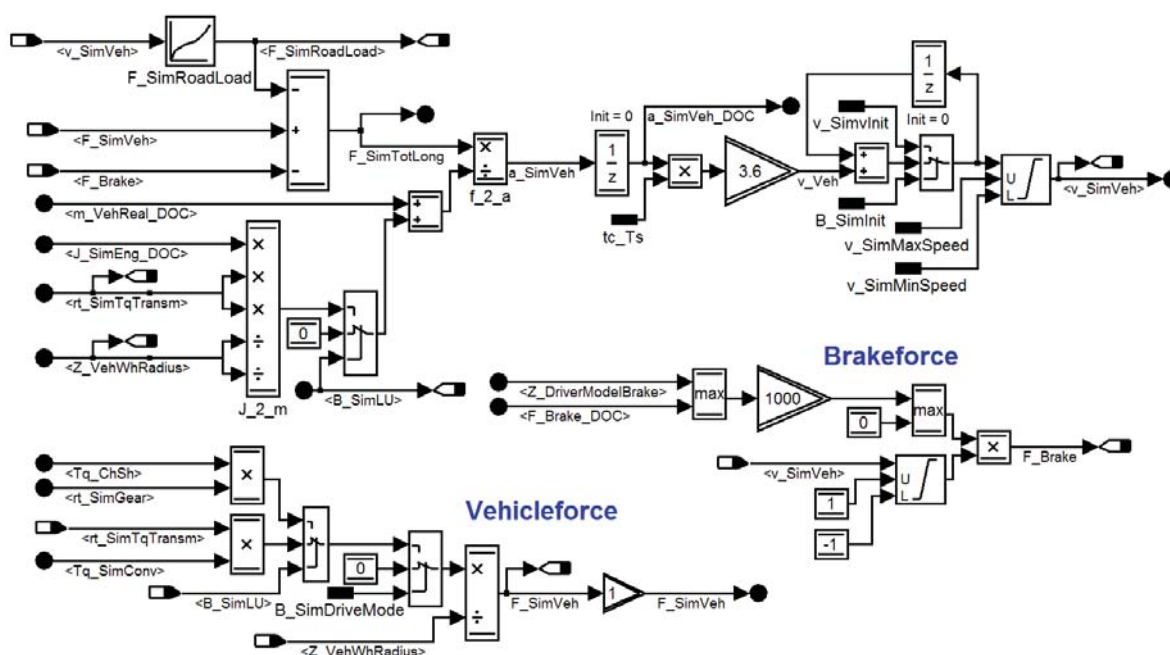 <v_SimVeh>
F_SimRoadLoad
<F_SimRoadLoad>
-
+
-
<F_SimVeh>
<F_Brake>
F_SimTotLong
×
÷
f_2_a
a_SimVeh
Init = 0
1
z
a_SimVeh_DOC
×
tc_Ts
3.6
v_Veh
1
z
Init = 0
v_SimvInit
+
+
B_SimInit
v_SimMaxSpeed
v_SimMinSpeed
U
L
<v_SimVeh>
<m_VehReal_DOC>
+
+
<J_SimEng_DOC>
<rt_SimTqTransm>
<Z_VehWhRadius>
×
×
×
÷
÷
J_2_m
0
<B_SimLU>
Brakeforce
<Z_DriverModelBrake>
<F_Brake_DOC>
max
1000
0
max
×
F_Brake
<v_SimVeh>
U
L
1
-1
Vehicleforce
<Tq_ChSh>
<rt_SimGear>
×
<rt_SimTqTransm>
<Tq_SimConv>
×
<B_SimLU>
0
B_SimDriveMode
×
÷
<Z_VehWhRadius>
F_SimVeh
1
F_SimVeh